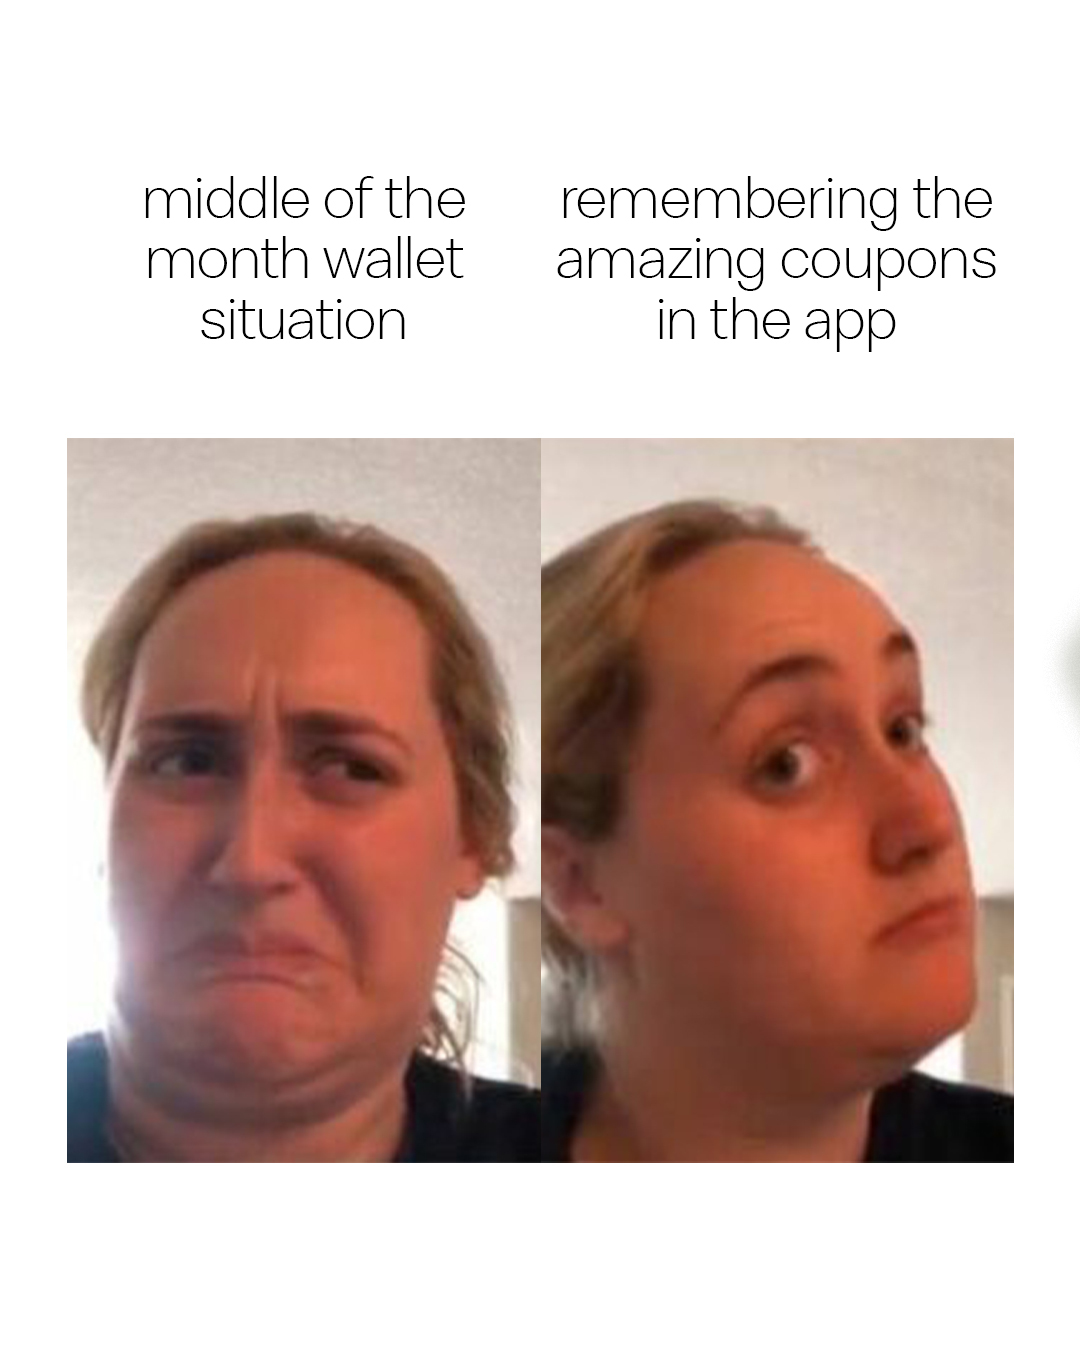 middle of the
month wallet
situation
remembering the
amazing coupons
in the app